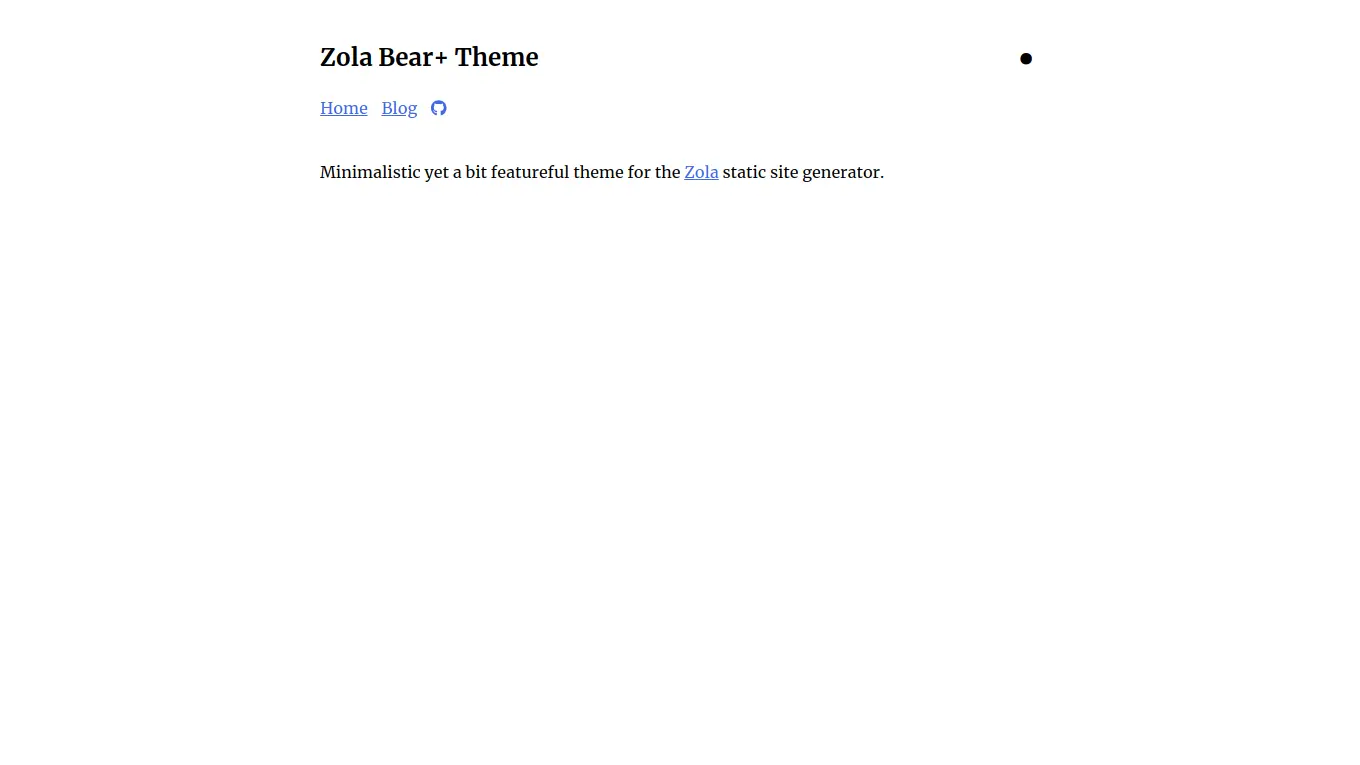 Zola Bear+ Theme
Home Blog
Minimalistic yet a bit featureful theme for the Zola static site generator.